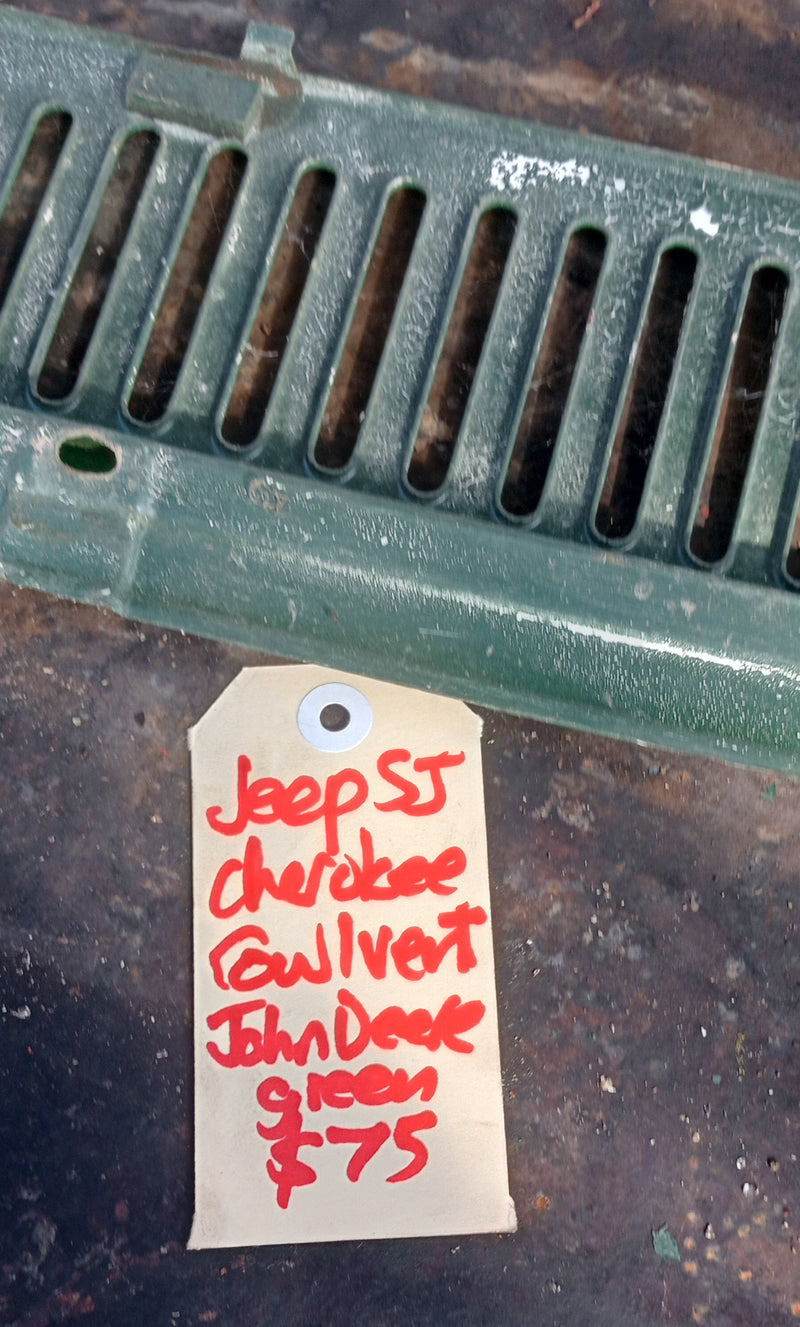 Jeep SJ
cherokee
Cowl vent
John Deere
green
$75